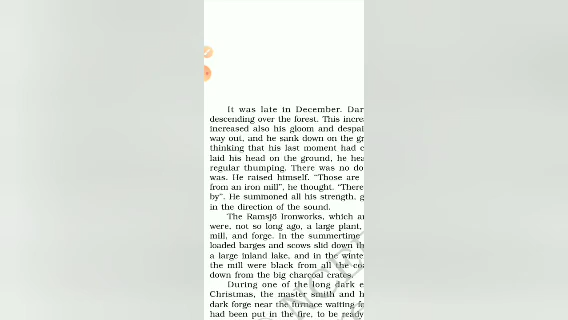 It was late in December. Dar
descending over the forest. This incre
increased also his gloom and despai
way out, and he sank down on the gr
thinking that his last moment had c
laid his head on the ground, he hea
regular thumping. There was no do
was. He raised himself. "Those are
from an iron mill", he thought. "There
by". He summoned all his strength, g
in the direction of the sound.
The Ramsjö Ironworks, which ar
were, not so long ago, a large plant,
mill, and forge. In the summertime
loaded barges and scows slid down th
a large inland lake, and in the winte
the mill were black from all the coa
down from the big charcoal crates.
During one of the long dark e
Christmas, the master smith and h
dark forge near the furnace waiting fo
had been put in the fire, to be ready